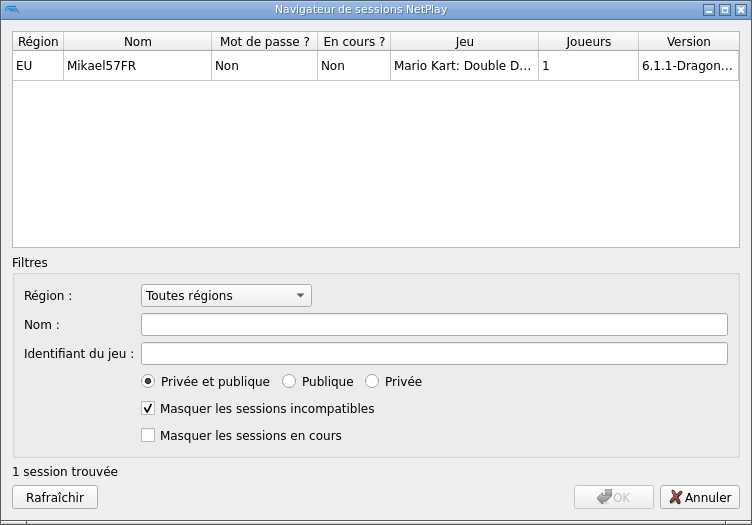 Navigateur de sessions NetPlay
Région Nom Mot de passe ? En cours ? Jeu Joueurs Version
EU Mikael57FR Non Non Mario Kart: Double D... 1 6.1.1-Dragon...
Filtres
Région : Toutes régions
Nom :
Identifiant du jeu :
Privée et publique Publique Privée
Masquer les sessions incompatibles
Masquer les sessions en cours
1 session trouvée
Rafraîchir OK Annuler